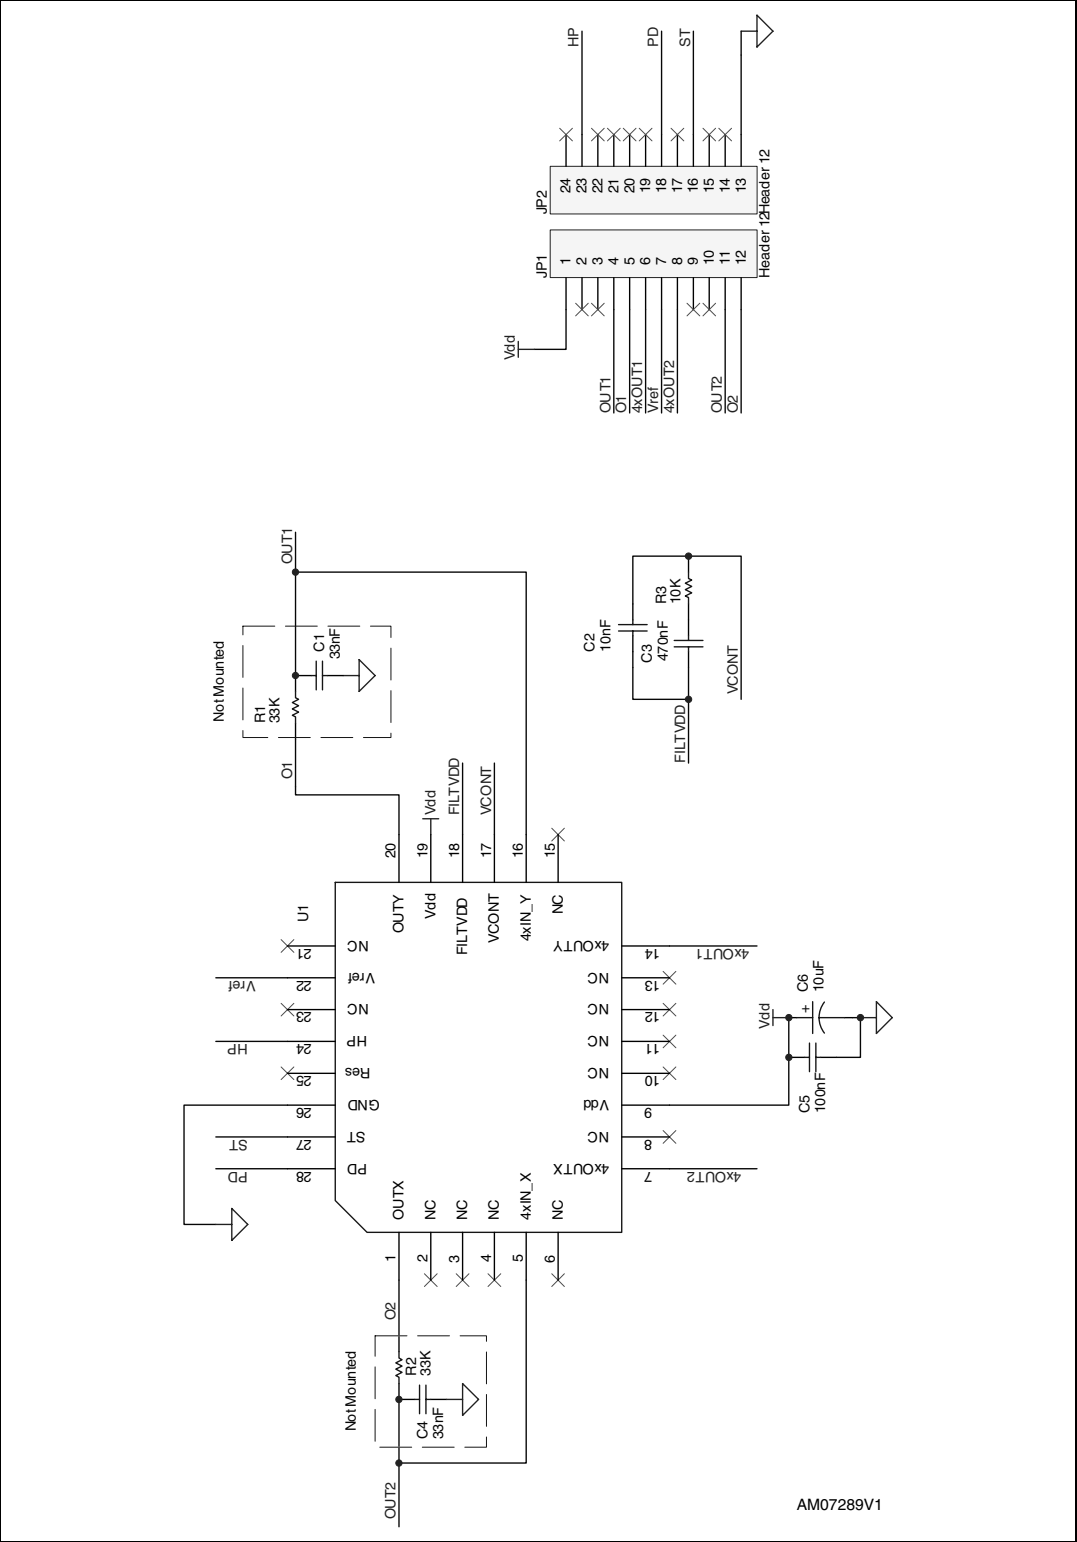 HP
PD
ST
JP2
24
23
22
21
20
19
18
17
16
15
14
13
Header 12
JP1
1
2
3
4
5
6
7
8
9
10
11
12
Header 12
Vdd
OUT1
O1
4xOUT1
Vref
4xOUT2
OUT2
O2
OUT1
Not Mounted
C1
33nF
R1
33K
O1
C2
10nF
C3
470nF
R3
10K
VCONT
FILTVDD
Vdd
FILTVDD
VCONT
20
19
18
17
16
15
U1
OUTY
Vdd
FILTVDD
VCONT
4xIN_Y
NC
21
NC
Vref
22
Vref
23
NC
HP
24
HP
25
Res
26
GND
ST
27
ST
PD
28
PD
4xOUTY
14
4xOUT1
NC
13
NC
12
NC
11
NC
10
Vdd
9
NC
8
4xOUTX
7
4xOUT2
Vdd
+
C6
10uF
C5
100nF
OUTX
NC
NC
NC
4xIN_X
NC
1
2
3
4
5
6
O2
Not Mounted
R2
33K
C4
33nF
OUT2
AM07289V1